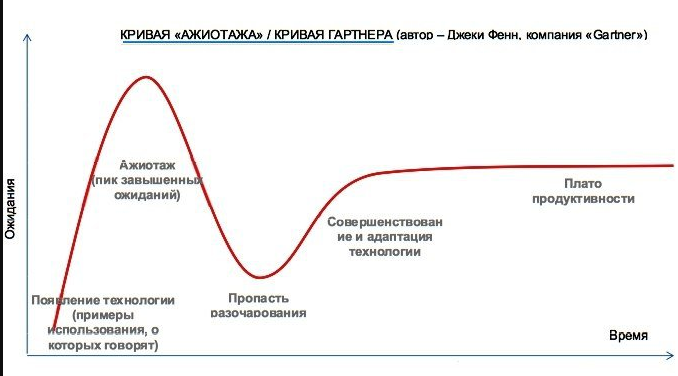 КРИВАЯ «АЖИОТАЖА» / КРИВАЯ ГАРТНЕРА (автор – Джеки Фенн, компания «Gartner»)
Ожидания
Ажиотаж
(пик завышенных
ожиданий)
Плато
продуктивности
Совершенствован
ие и адаптация
технологии
Появление технологии
(примеры
использования, о
которых говорят)
Пропасть
разочарования
Время